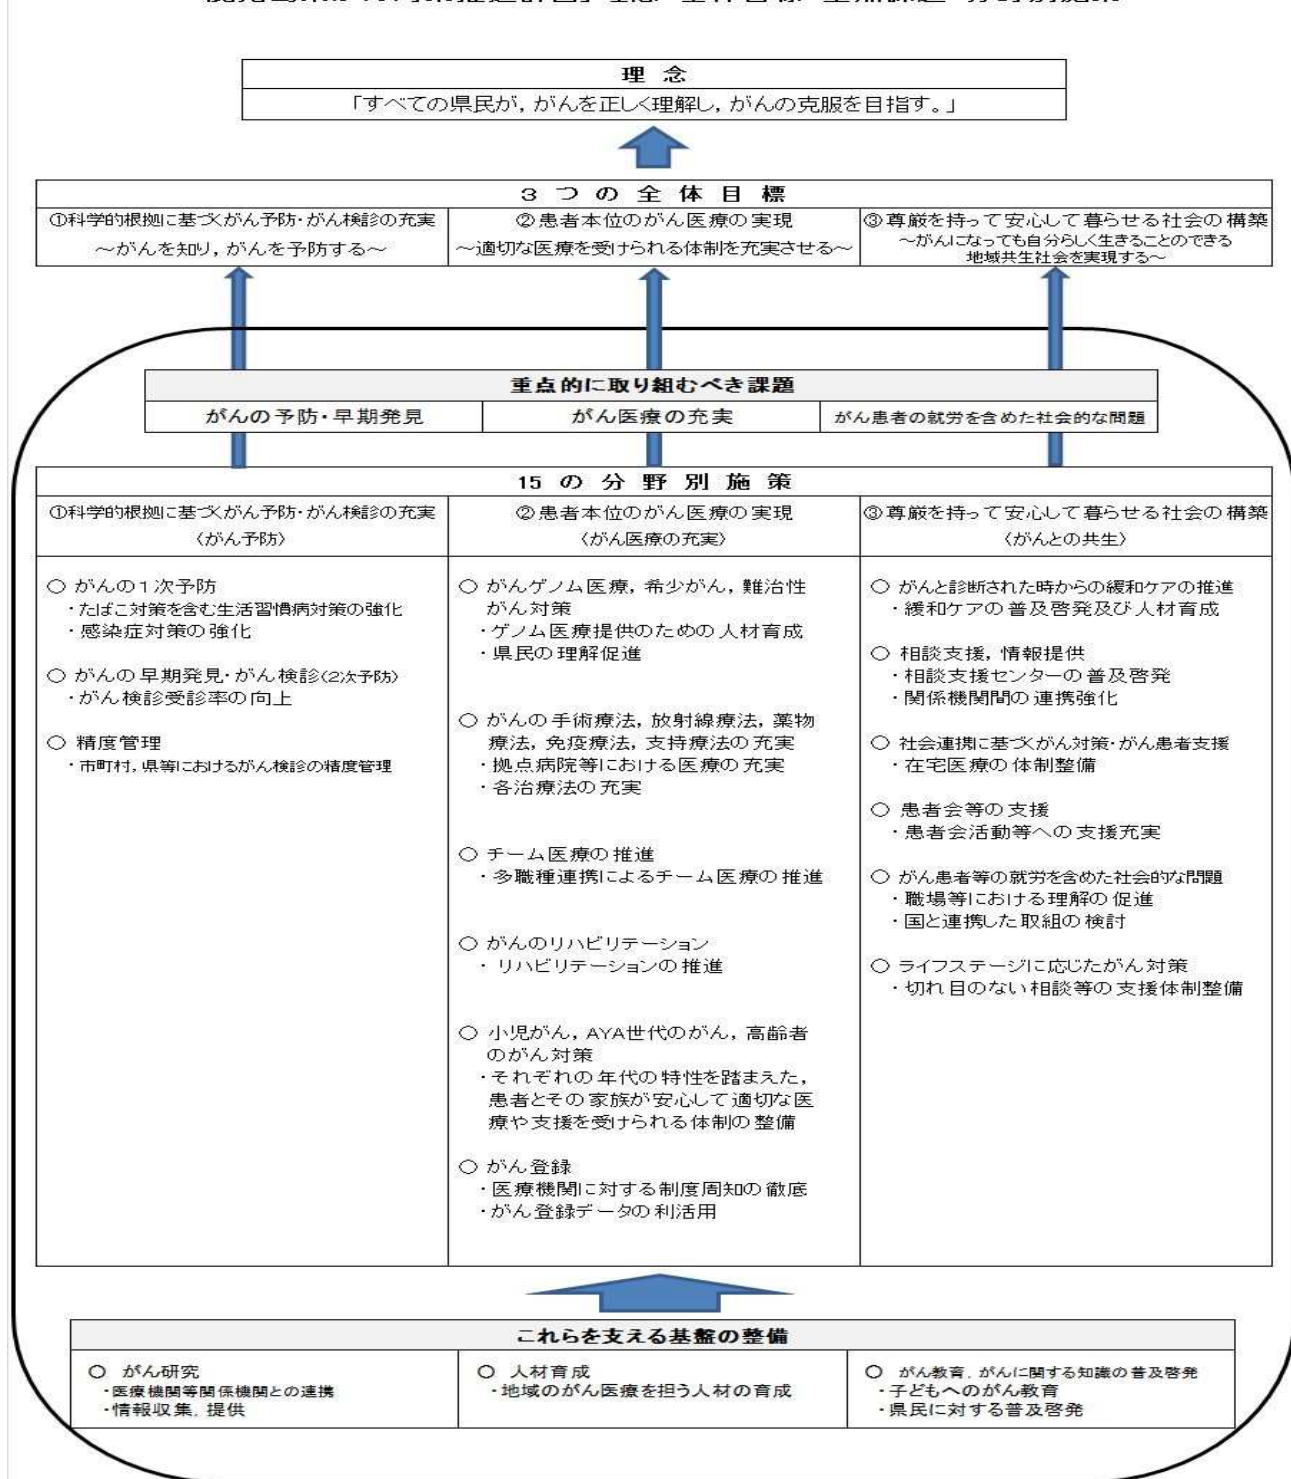 理 念
「すべての県民が，がんを正しく理解し，がんの克服を目指す。」
３ つ の 全 体 目 標
①科学的根拠に基づくがん予防・がん検診の充実
～がんを知り，がんを予防する～
②患者本位のがん医療の実現
～適切な医療を受けられる体制を充実させる～
③尊厳を持って安心して暮らせる社会の構築
～がんになっても自分らしく生きることのできる
地域共生社会を実現する～
重点的に取り組むべき課題
がんの予防・早期発見
がん医療の充実
がん患者の就労を含めた社会的な問題
15 の 分 野 別 施 策
①科学的根拠に基づくがん予防・がん検診の充実
〈がん予防〉
○ がんの１次予防
・たばこ対策を含む生活習慣病対策の強化
・感染症対策の強化
○ がんの早期発見・がん検診（2次予防）
・がん検診受診率の向上
○ 精度管理
・市町村，県等におけるがん検診の精度管理
②患者本位のがん医療の実現
〈がん医療の充実〉
○ がんゲノム医療，希少がん，難治性
がん対策
・ゲノム医療提供のための人材育成
・県民の理解促進
○ がんの手術療法，放射線療法，薬物
療法，免疫療法，支持療法の充実
・拠点病院等における医療の充実
・各治療法の充実
○ チーム医療の推進
・多職種連携によるチーム医療の推進
○ がんのリハビリテーション
・リハビリテーションの推進
○ 小児がん，AYA世代のがん，高齢者
のがん対策
・それぞれの年代の特性を踏まえた，
患者とその家族が安心して適切な医
療や支援を受けられる体制の整備
○ がん登録
・医療機関に対する制度周知の徹底
・がん登録データの利活用
③尊厳を持って安心して暮らせる社会の構築
〈がんとの共生〉
○ がんと診断された時からの緩和ケアの推進
・緩和ケアの普及啓発及び人材育成
○ 相談支援，情報提供
・相談支援センターの普及啓発
・関係機関間の連携強化
○ 社会連携に基づくがん対策・がん患者支援
・在宅医療の体制整備
○ 患者会等の支援
・患者会活動等への支援充実
○ がん患者等の就労を含めた社会的な問題
・職場等における理解の促進
・国と連携した取組の検討
○ ライフステージに応じたがん対策
・切れ目のない相談等の支援体制整備
これらを支える基盤の整備
○ がん研究
・医療機関等関係機関との連携
・情報収集，提供
○ 人材育成
・地域のがん医療を担う人材の育成
○ がん教育，がんに関する知識の普及啓発
・子どもへのがん教育
・県民に対する普及啓発